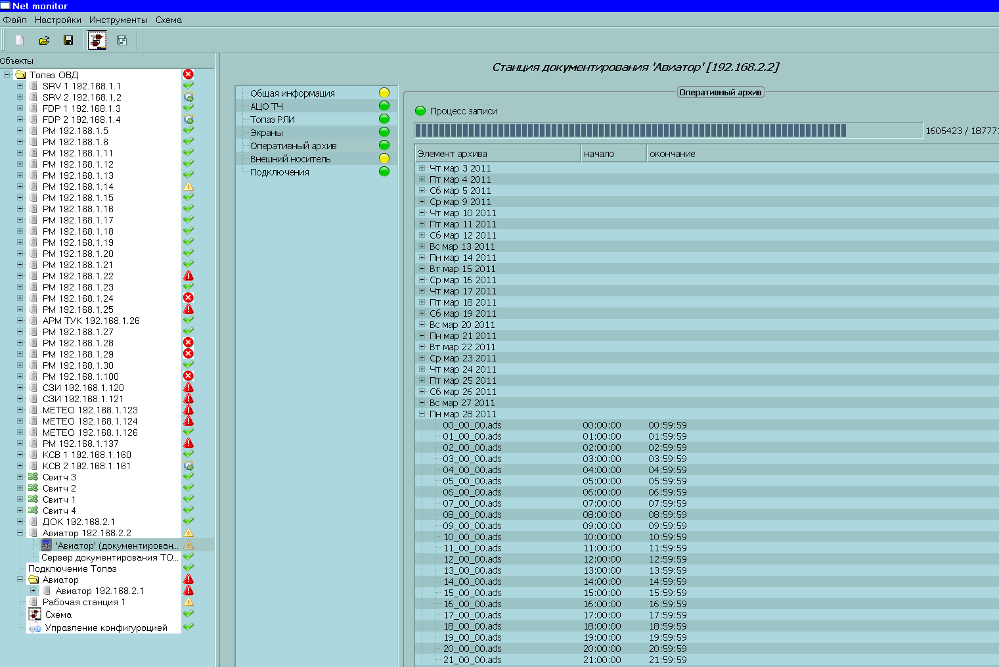 Net monitor
Файл Настройки Инструменты Схема
Объекты
Топаз ОВД
SRV 1 192.168.1.1
SRV 2 192.168.1.2
FDP 1 192.168.1.3
FDP 2 192.168.1.4
РМ 192.168.1.5
РМ 192.168.1.6
РМ 192.168.1.11
РМ 192.168.1.12
РМ 192.168.1.13
РМ 192.168.1.14
РМ 192.168.1.15
РМ 192.168.1.16
РМ 192.168.1.17
РМ 192.168.1.18
РМ 192.168.1.19
РМ 192.168.1.20
РМ 192.168.1.21
РМ 192.168.1.22
РМ 192.168.1.23
РМ 192.168.1.24
РМ 192.168.1.25
АРМ ТУК 192.168.1.26
РМ 192.168.1.27
РМ 192.168.1.28
РМ 192.168.1.29
РМ 192.168.1.30
РМ 192.168.1.100
СЗИ 192.168.1.120
СЗИ 192.168.1.121
МЕТЕО 192.168.1.123
МЕТЕО 192.168.1.124
МЕТЕО 192.168.1.126
РМ 192.168.1.137
КСВ 1 192.168.1.160
КСВ 2 192.168.1.161
Свитч 3
Свитч 2
Свитч 1
Свитч 4
ДОК 192.168.2.1
Авиатор 192.168.2.2
'Авиатор' (документирован...
Сервер документирования ТО...
Подключение Топаз
Авиатор
Авиатор 192.168.2.1
Рабочая станция 1
Схема
Управление конфигурацией
Станция документирования 'Авиатор' [192.168.2.2]
Общая информация
АЦО ТЧ
Топаз РЛИ
Экраны
Оперативный архив
Внешний носитель
Подключения
Оперативный архив
Процесс записи
1605423 / 187771
Элемент архива начало окончание
Чт мар 3 2011
Пт мар 4 2011
Сб мар 5 2011
Ср мар 9 2011
Чт мар 10 2011
Пт мар 11 2011
Сб мар 12 2011
Вс мар 13 2011
Пн мар 14 2011
Вт мар 15 2011
Ср мар 16 2011
Чт мар 17 2011
Пт мар 18 2011
Сб мар 19 2011
Вс мар 20 2011
Пн мар 21 2011
Вт мар 22 2011
Ср мар 23 2011
Чт мар 24 2011
Пт мар 25 2011
Сб мар 26 2011
Вс мар 27 2011
Пн мар 28 2011
00_00_00.ads 00:00:00 00:59:59
01_00_00.ads 01:00:00 01:59:59
02_00_00.ads 02:00:00 02:59:59
03_00_00.ads 03:00:00 03:59:59
04_00_00.ads 04:00:00 04:59:59
05_00_00.ads 05:00:00 05:59:59
06_00_00.ads 06:00:00 06:59:59
07_00_00.ads 07:00:00 07:59:59
08_00_00.ads 08:00:00 08:59:59
09_00_00.ads 09:00:00 09:59:59
10_00_00.ads 10:00:00 10:59:59
11_00_00.ads 11:00:00 11:59:59
12_00_00.ads 12:00:00 12:59:59
13_00_00.ads 13:00:00 13:59:59
14_00_00.ads 14:00:00 14:59:59
15_00_00.ads 15:00:00 15:59:59
16_00_00.ads 16:00:00 16:59:59
17_00_00.ads 17:00:00 17:59:59
18_00_00.ads 18:00:00 18:59:59
19_00_00.ads 19:00:00 19:59:59
20_00_00.ads 20:00:00 20:59:59
21_00_00.ads 21:00:00 21:59:59